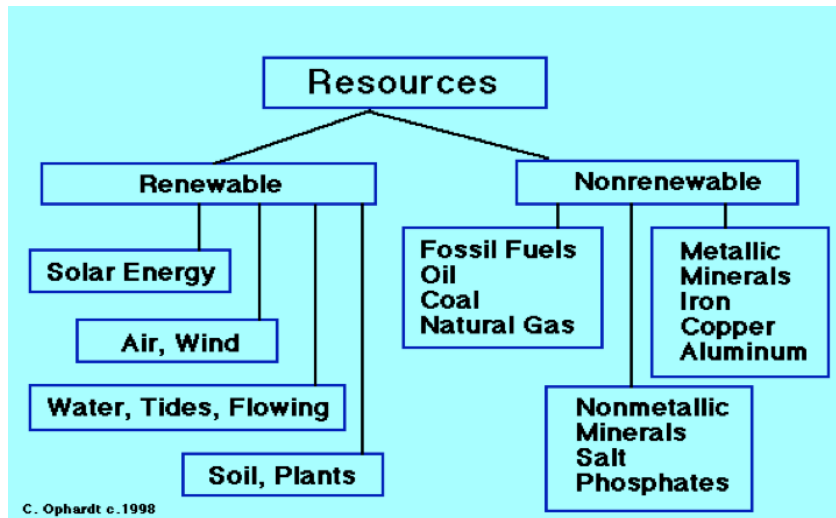 Resources
Renewable
Nonrenewable
Solar Energy
Air, Wind
Water, Tides, Flowing
Soil, Plants
Fossil Fuels
Oil
Coal
Natural Gas
Nonmetallic
Minerals
Salt
Phosphates
Metallic
Minerals
Iron
Copper
Aluminum
C. Ophardt c.1998